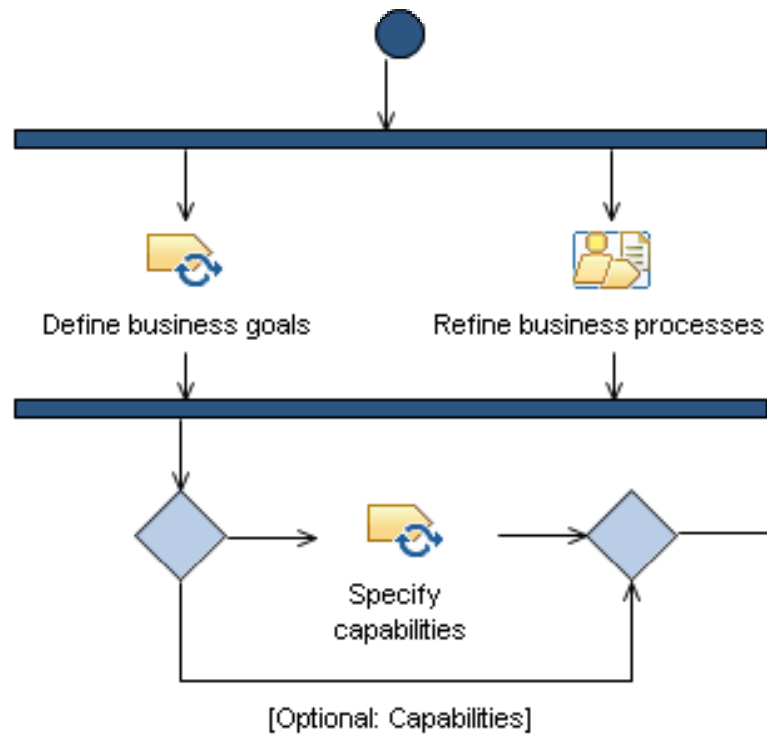 Define business goals
Refine business processes
Specify
capabilities
[Optional: Capabilities]